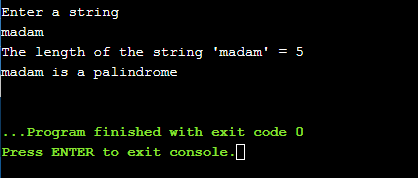 Enter a string
madam
The length of the string 'madam' = 5
madam is a palindrome
...Program finished with exit code 0
Press ENTER to exit console.